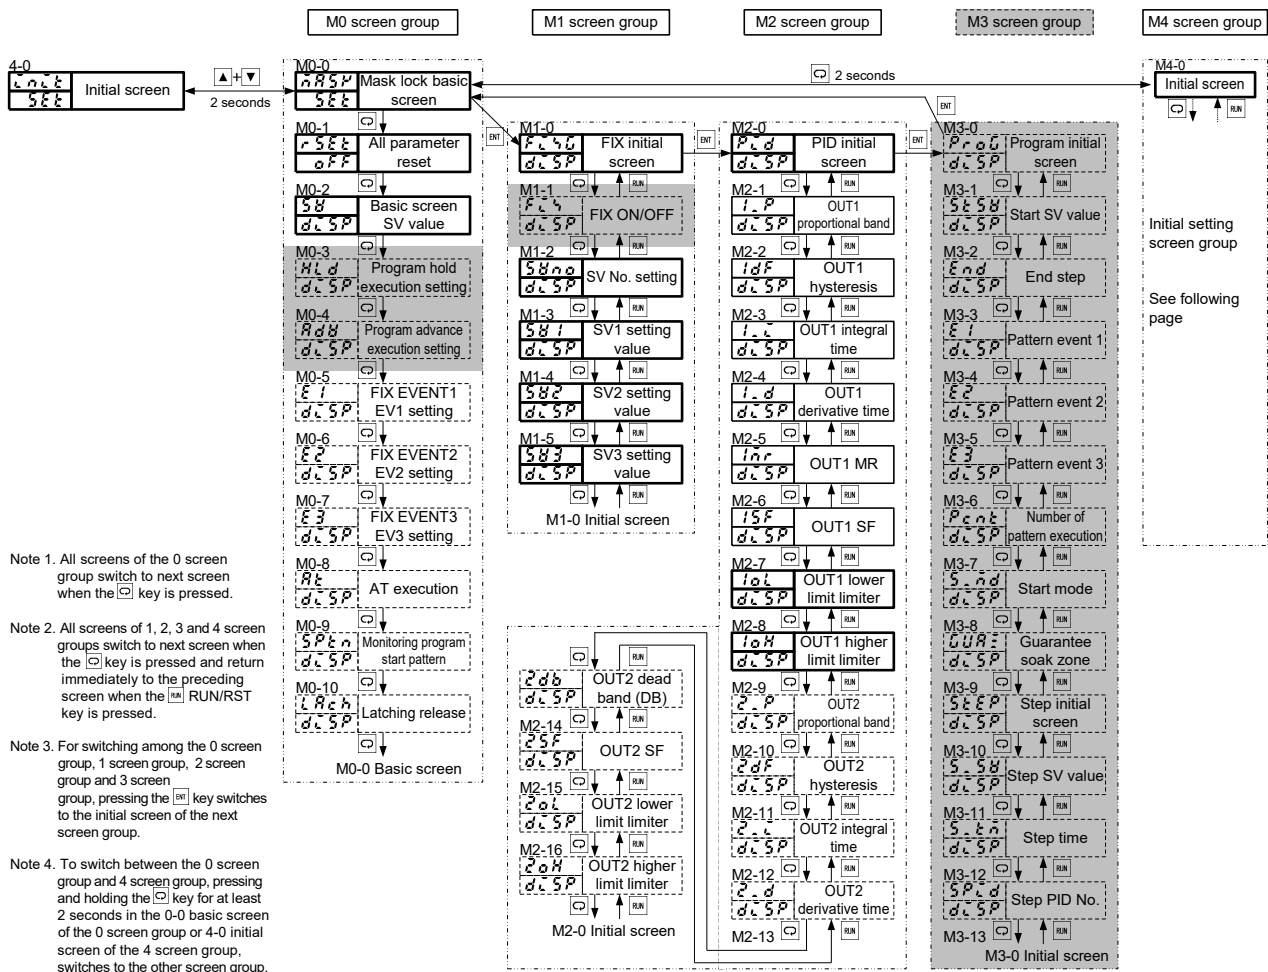 M0 screen group
M1 screen group
M2 screen group
M3 screen group
M4 screen group
4-0
Initial screen
▲+▼
2 seconds
M0-0
Mask lock basic
screen
2 seconds
M4-0
Initial screen
RUN
Initial setting
screen group
See following
page
M0-1
All parameter
reset
M0-2
Basic screen
SV value
M0-3
Program hold
execution setting
M0-4
Program advance
execution setting
M0-5
FIX EVENT1
EV1 setting
M0-6
FIX EVENT2
EV2 setting
M0-7
FIX EVENT3
EV3 setting
M0-8
AT execution
M0-9
Monitoring program
start pattern
M0-10
Latching release
M0-0 Basic screen
ENT
M1-0
FIX initial
screen
M1-1
FIX ON/OFF
M1-2
SV No. setting
M1-3
SV1 setting
value
M1-4
SV2 setting
value
M1-5
SV3 setting
value
M1-0 Initial screen
ENT
M2-0
PID initial
screen
M2-1
OUT1
proportional band
M2-2
OUT1
hysteresis
M2-3
OUT1 integral
time
M2-4
OUT1
derivative time
M2-5
OUT1 MR
M2-6
OUT1 SF
M2-7
OUT1 lower
limit limiter
M2-8
OUT1 higher
limit limiter
M2-9
OUT2
proportional band
M2-10
OUT2
hysteresis
M2-11
OUT2 integral
time
M2-12
OUT2
derivative time
M2-13
OUT2 dead
band (DB)
M2-14
OUT2 SF
M2-15
OUT2 lower
limit limiter
M2-16
OUT2 higher
limit limiter
M2-0 Initial screen
ENT
M3-0
Program initial
screen
M3-1
Start SV value
M3-2
End step
M3-3
Pattern event 1
M3-4
Pattern event 2
M3-5
Pattern event 3
M3-6
Number of
pattern execution
M3-7
Start mode
M3-8
Guarantee
soak zone
M3-9
Step initial
screen
M3-10
Step SV value
M3-11
Step time
M3-12
Step PID No.
M3-13
M3-0 Initial screen
Note 1. All screens of the 0 screen
group switch to next screen
when the key is pressed.
Note 2. All screens of 1, 2, 3 and 4 screen
groups switch to next screen when
the key is pressed and return
immediately to the preceding
screen when the RUN RUN/RST
key is pressed.
Note 3. For switching among the 0 screen
group, 1 screen group, 2 screen
group and 3 screen
group, pressing the ENT key switches
to the initial screen of the next
screen group.
Note 4. To switch between the 0 screen
group and 4 screen group, pressing
and holding the key for at least
2 seconds in the 0-0 basic screen
of the 0 screen group or 4-0 initial
screen of the 4 screen group,
switches to the other screen group.